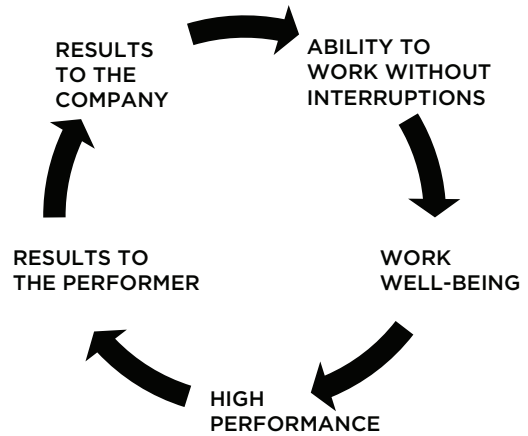 RESULTS
TO THE
COMPANY
ABILITY TO
WORK WITHOUT
INTERRUPTIONS
WORK
WELL-BEING
HIGH
PERFORMANCE
RESULTS TO
THE PERFORMER